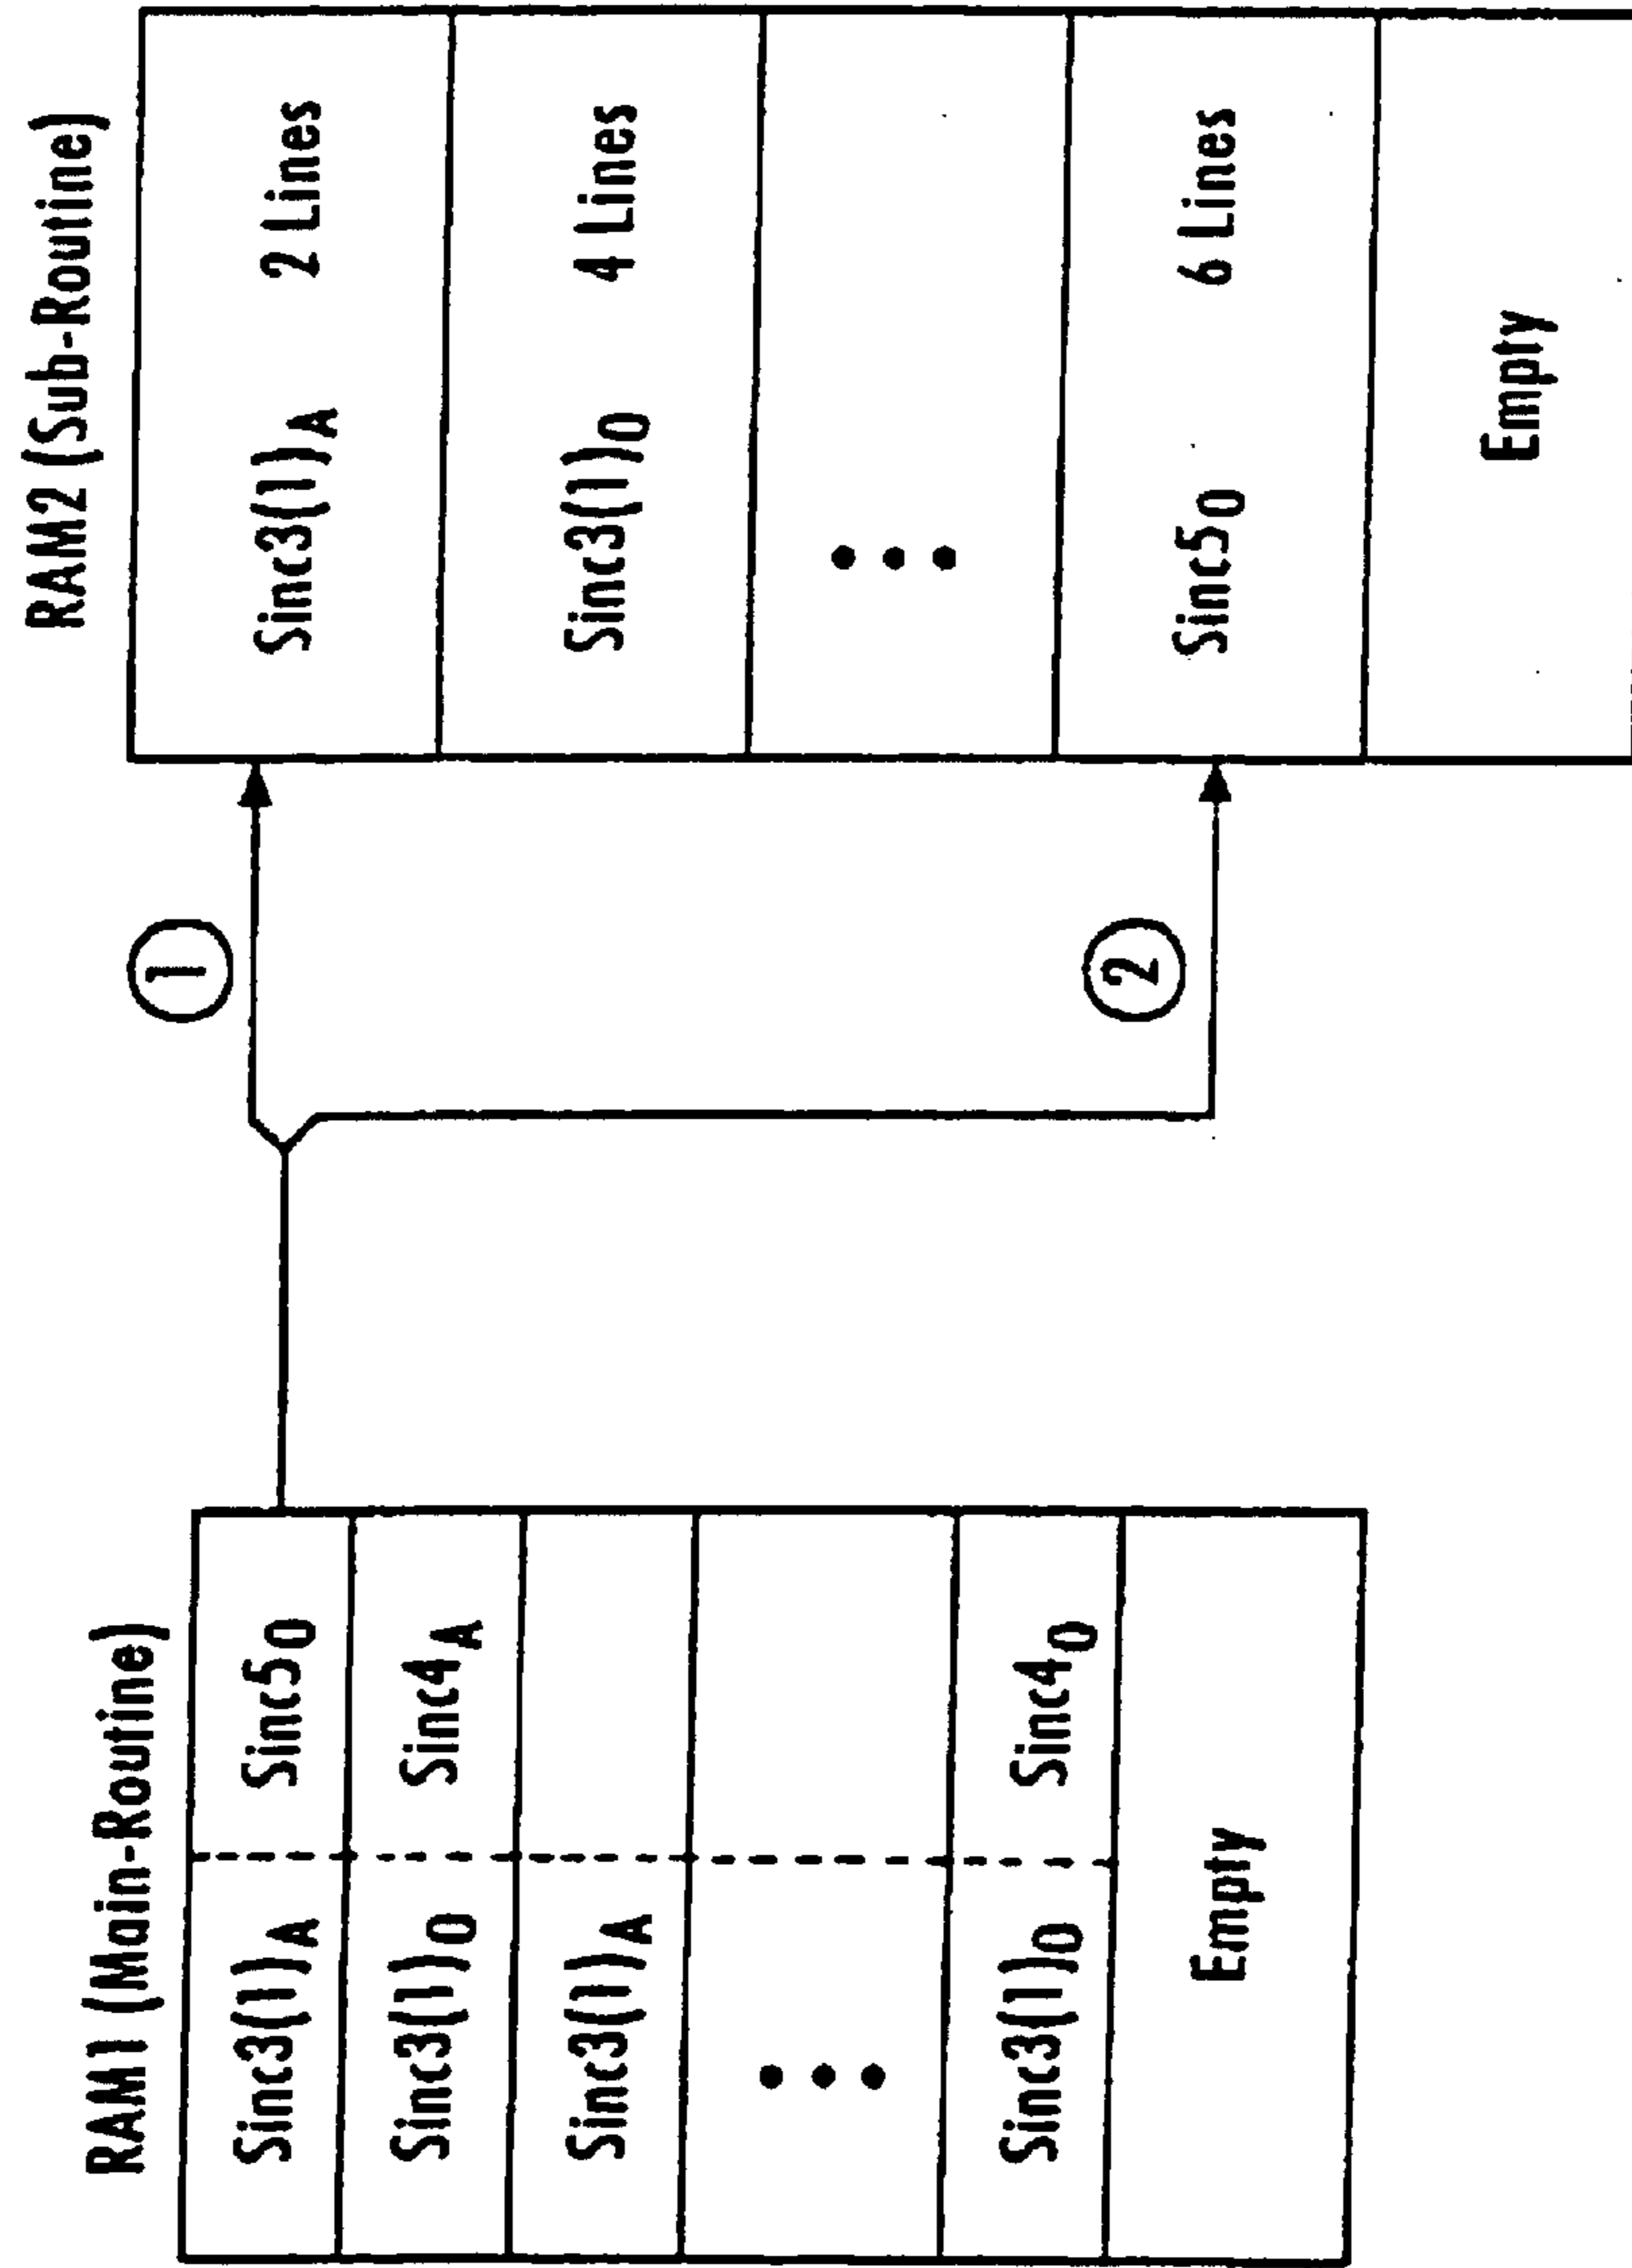 RAM1 (Main-Routine)
Sinc3(1)A Sinc5O
Sinc3(1)O Sinc4A
Sinc3(1)A
•••
Sinc3(1)O Sinc4O
Empty
①
②
RAM2 (Sub-Routine)
Sinc3(1)A 2 Lines
Sinc3(1)O 4 Lines
•••
Sinc5O 6 Lines
Empty